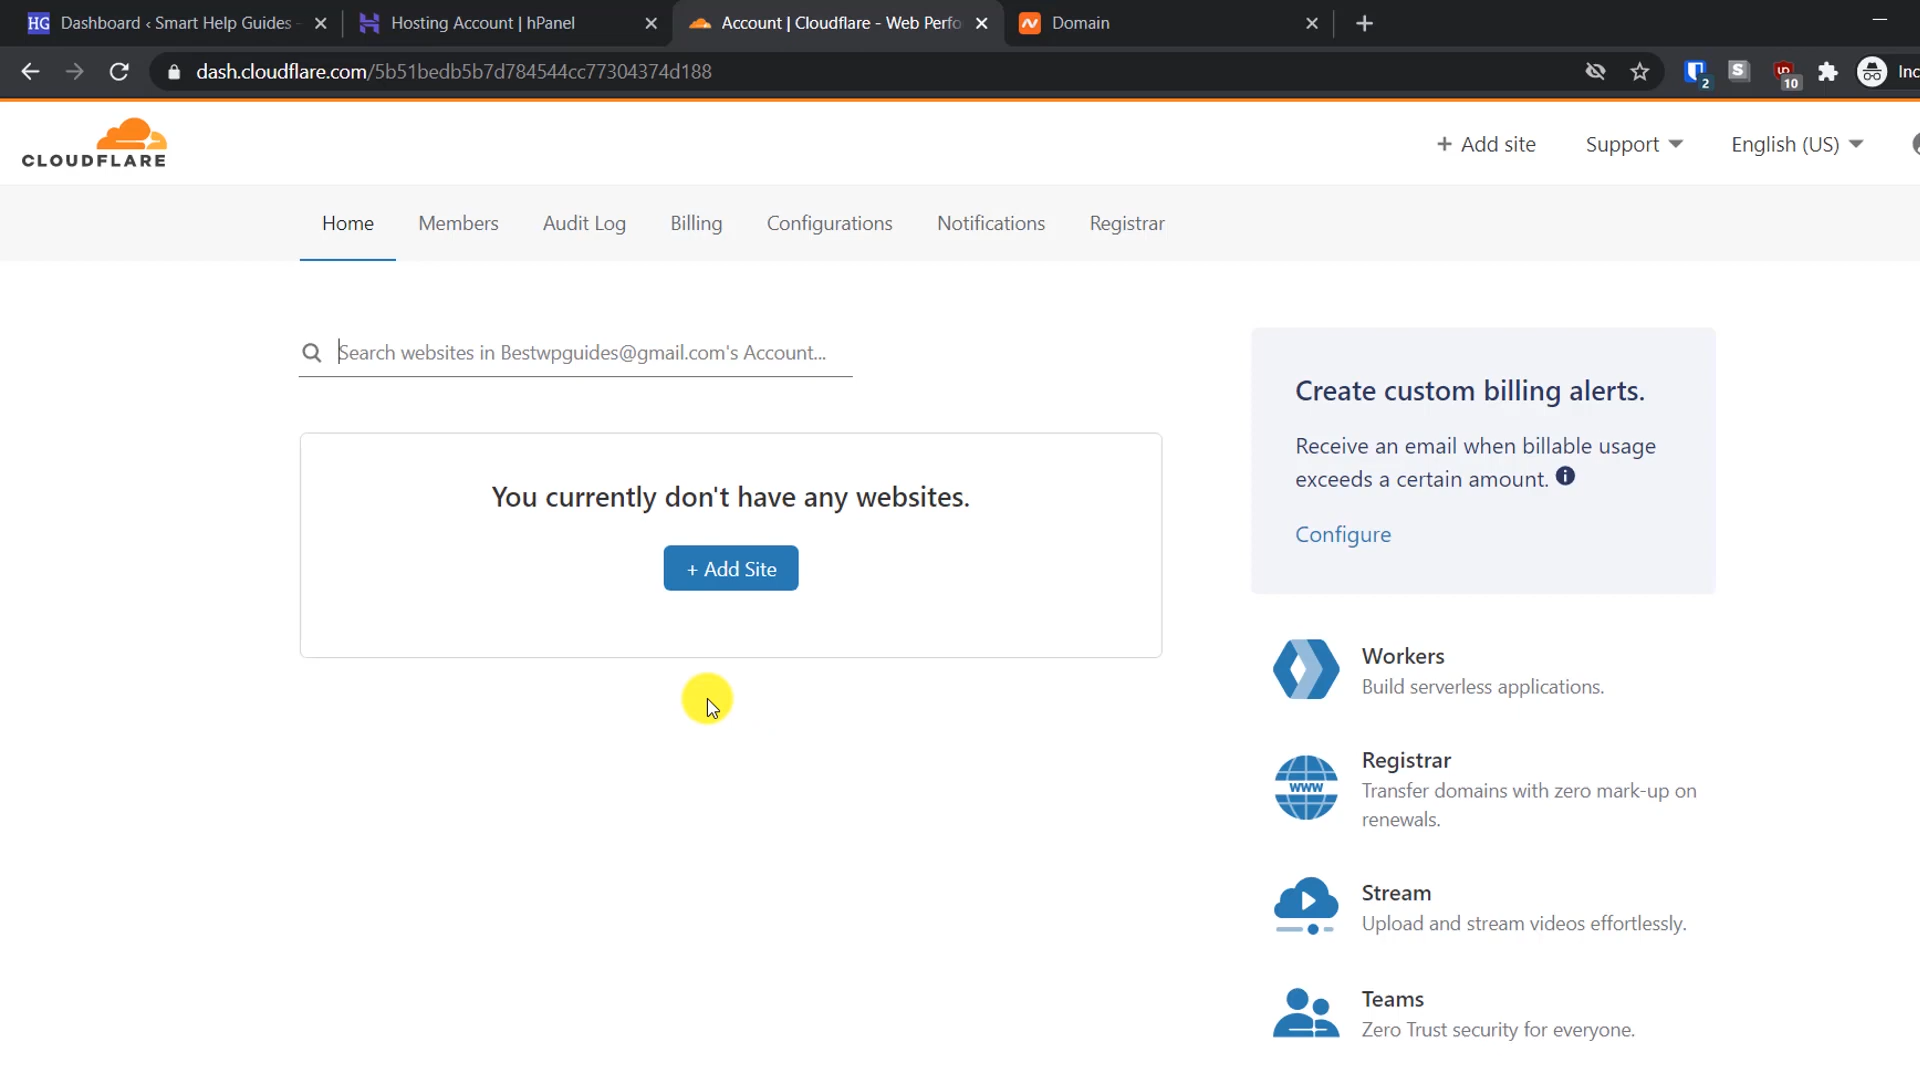 HG Dashboard ‹ Smart Help Guides -
Hosting Account | hPanel
Account | Cloudflare - Web Perfo
Domain
dash.cloudflare.com/5b51bedb5b7d784544cc77304374d188
2
S
10
Inc
CLOUDFLARE
+ Add site
Support
English (US)
Home
Members
Audit Log
Billing
Configurations
Notifications
Registrar
Search websites in Bestwpguides@gmail.com's Account...
You currently don't have any websites.
+ Add Site
Create custom billing alerts.
Receive an email when billable usage
exceeds a certain amount.
Configure
Workers
Build serverless applications.
www
Registrar
Transfer domains with zero mark-up on
renewals.
Stream
Upload and stream videos effortlessly.
Teams
Zero Trust security for everyone.